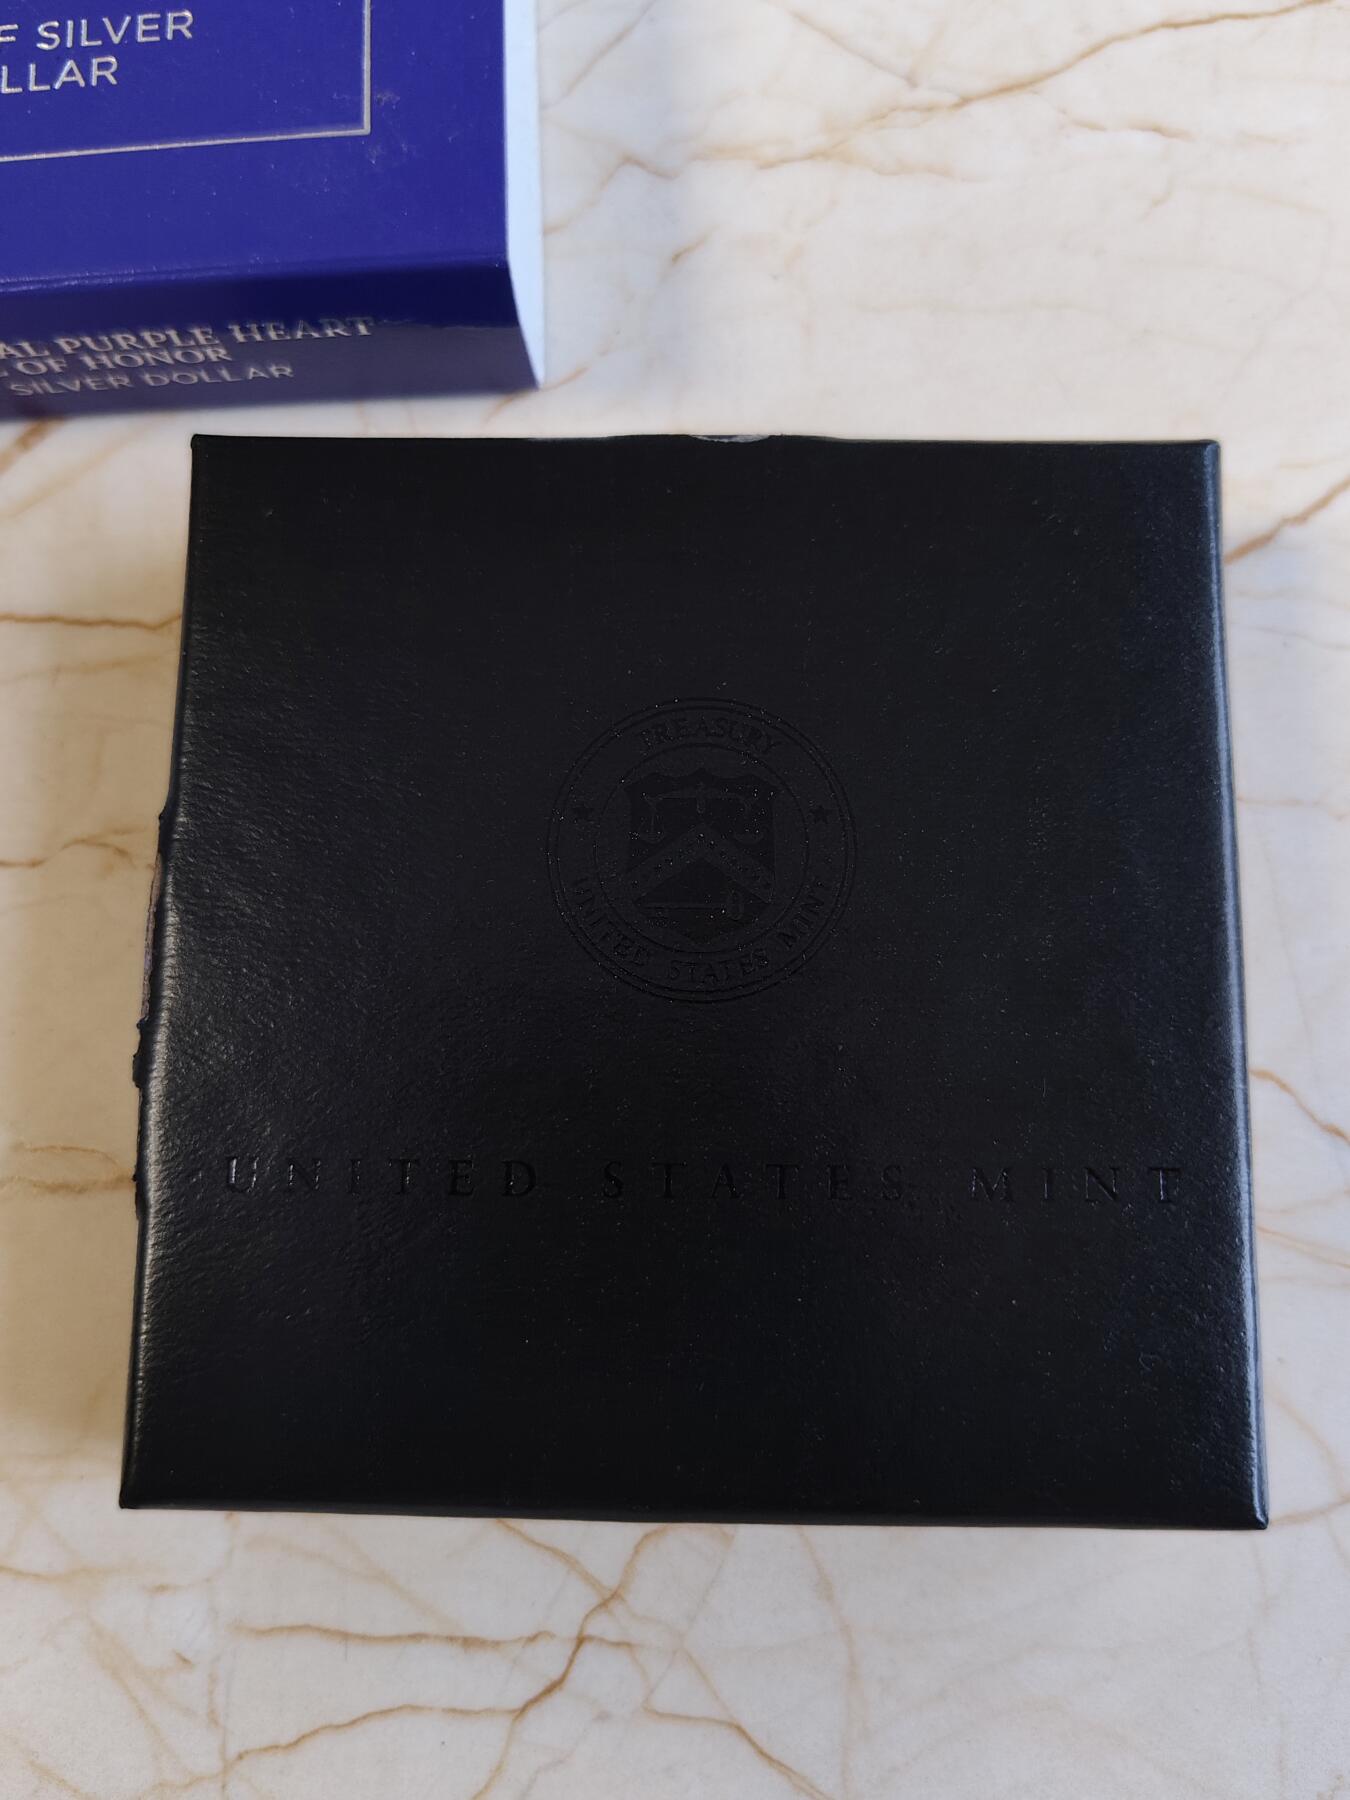 F SILVER
LLAR
AL PURPLE HEART
OF HONOR
SILVER DOLLAR
TREASURY
UNITED STATES MINT
UNITED STATES MINT